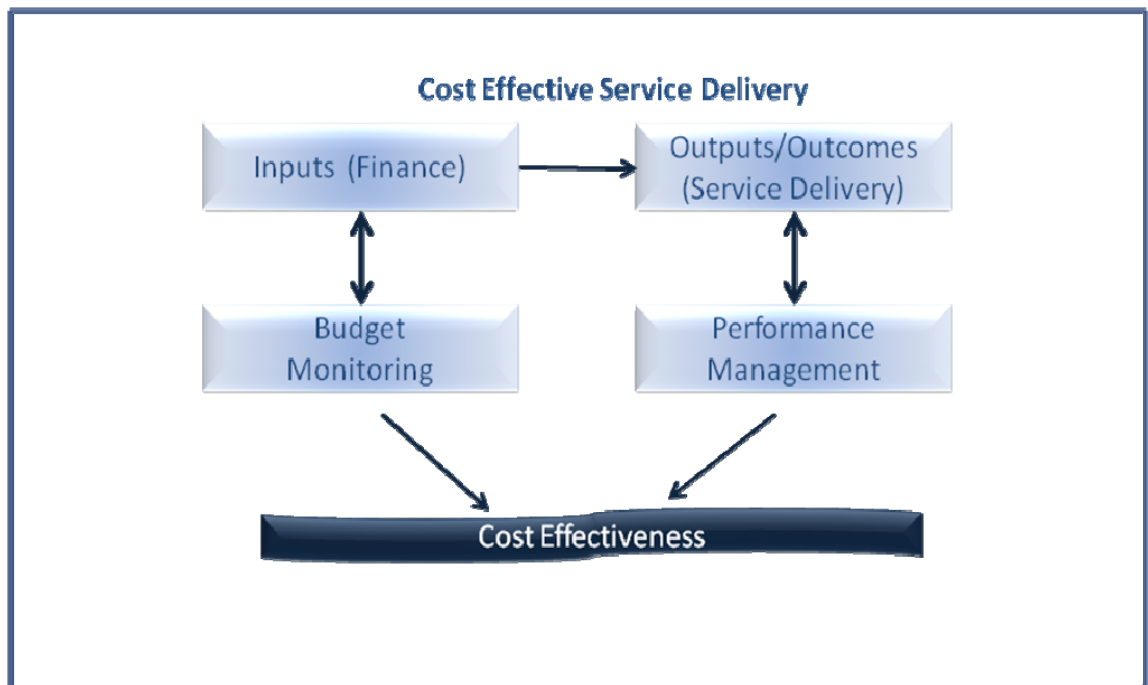 Cost Effective Service Delivery
Inputs (Finance)
Outputs/Outcomes
(Service Delivery)
Budget
Monitoring
Performance
Management
Cost Effectiveness